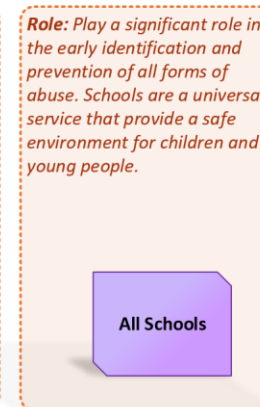 Role: Play a significant role in
the early identification and
prevention of all forms of
abuse. Schools are a universa
service that provide a safe
environment for children and
young people.
All Schools